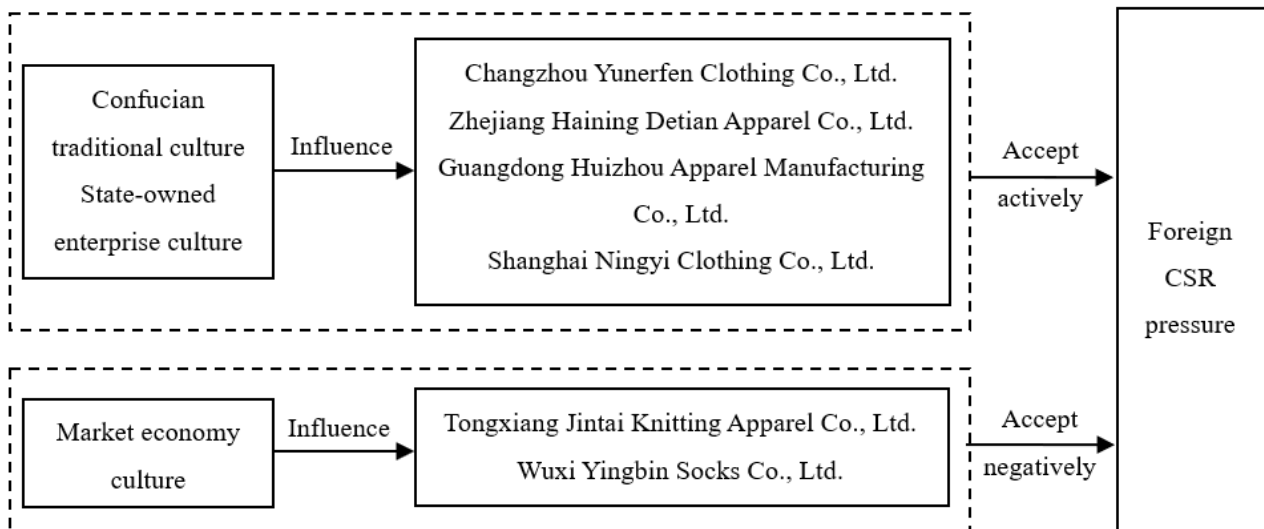 Confucian
traditional culture
State-owned
enterprise culture
Influence
Changzhou Yunerfen Clothing Co., Ltd.
Zhejiang Haining Detian Apparel Co., Ltd.
Guangdong Huizhou Apparel Manufacturing
Co., Ltd.
Shanghai Ningyi Clothing Co., Ltd.
Accept
actively
Foreign
CSR
pressure
Market economy
culture
Influence
Tongxiang Jintai Knitting Apparel Co., Ltd.
Wuxi Yingbin Socks Co., Ltd.
Accept
negatively